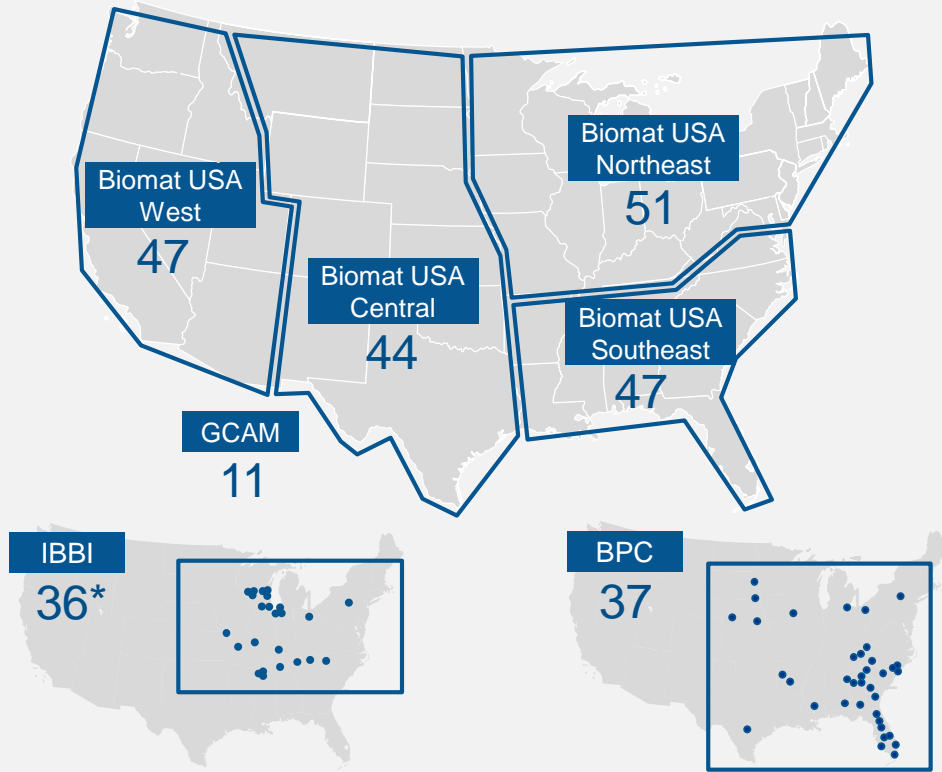 Biomat USA
Northeast
51
Biomat USA
West
47
Biomat USA
Central
44
Biomat USA
Southeast
47
GCAM
11
IBBI
36*
BPC
37